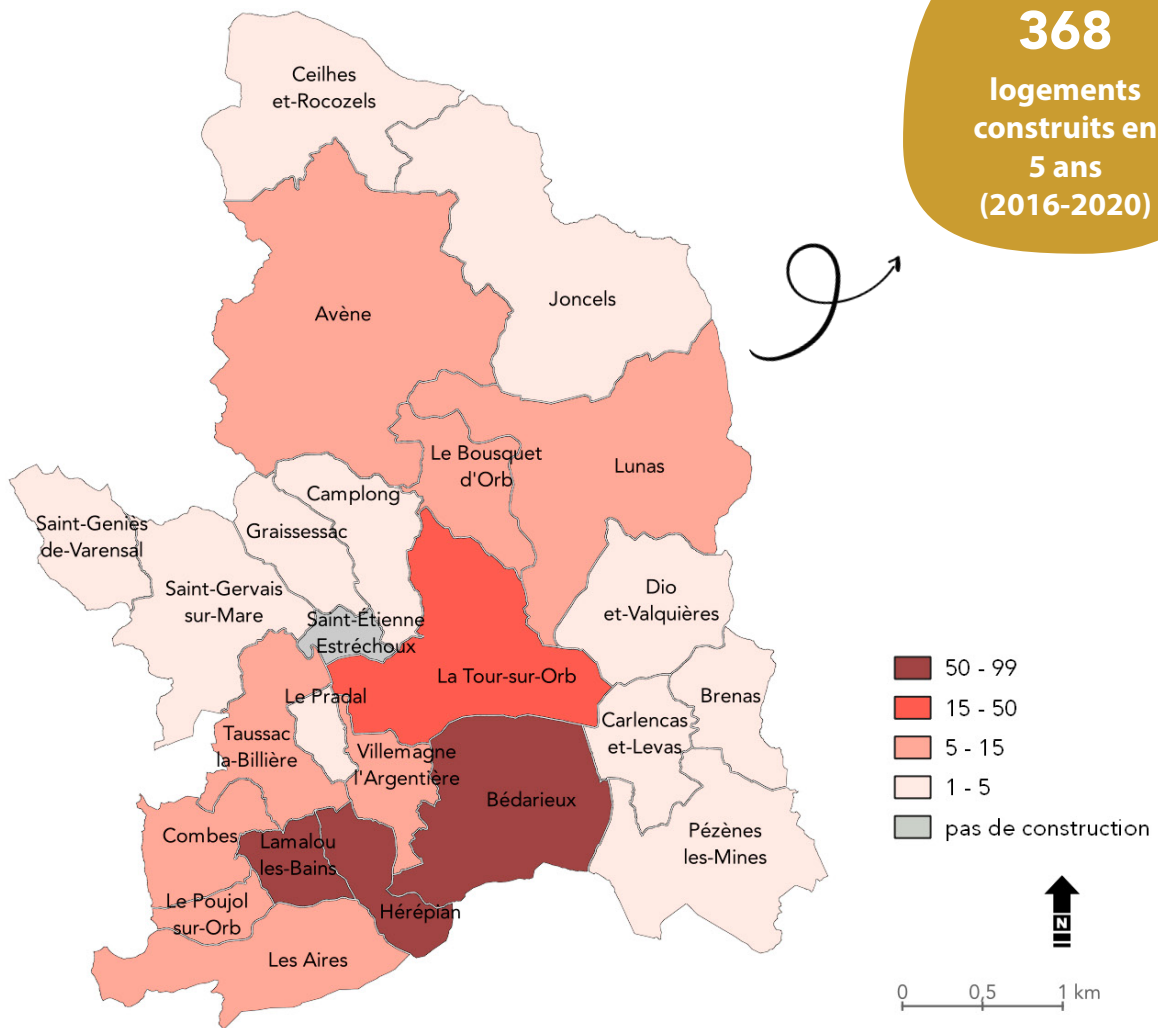 368
logements
construits en
5 ans
(2016-2020)
Ceilhes
et-Rocozels
Joncels
Avène
Le Bousquet
d'Orb
Lunas
Camplong
Graissessac
Saint-Geniès
de-Varensal
Saint-Gervais
sur-Mare
Saint-Étienne
Estréchoux
Dio
et-Valquières
La Tour-sur-Orb
Le Pradal
Brenas
Carlencas
et-Levas
Taussac
la-Billière
Villemagne
l'Argentière
Bédarieux
Pézènes
les-Mines
Combes
Lamalou
les-Bains
Le Poujol
sur-Orb
Hérépian
Les Aires
50 - 99
15 - 50
5 - 15
1 - 5
pas de construction
N
0 0,5 1 km